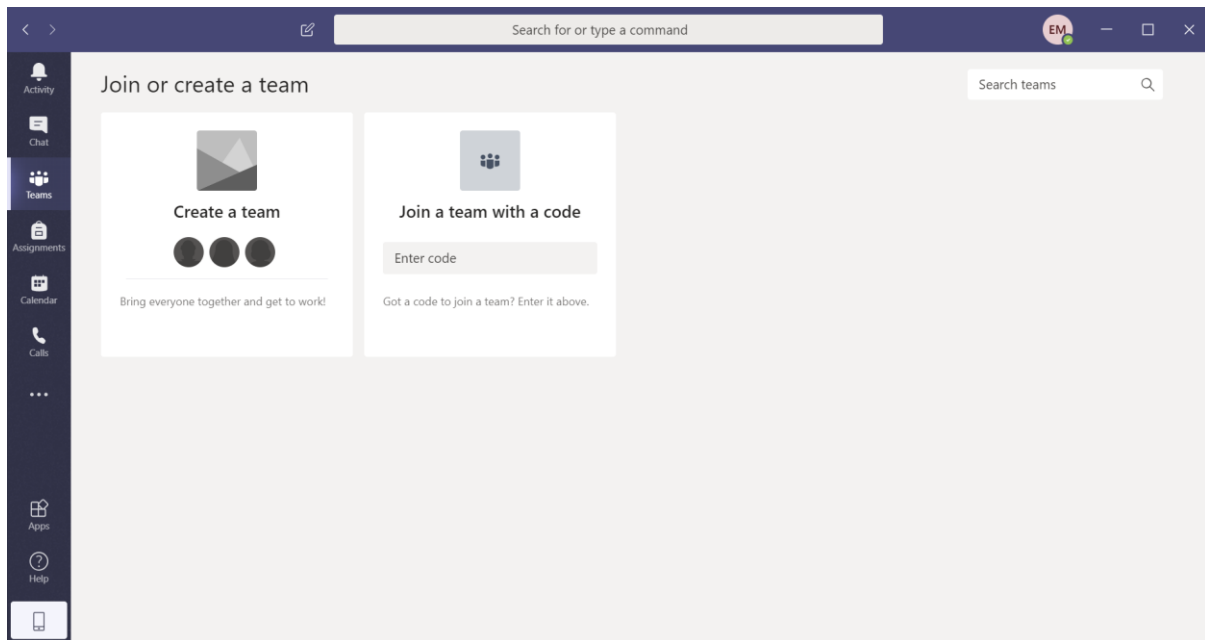 Search for or type a command
EM
Activity
Chat
Teams
Assignments
Calendar
Calls
Apps
Help
Join or create a team
Search teams
Create a team
Bring everyone together and get to work!
Join a team with a code
Enter code
Got a code to join a team? Enter it above.